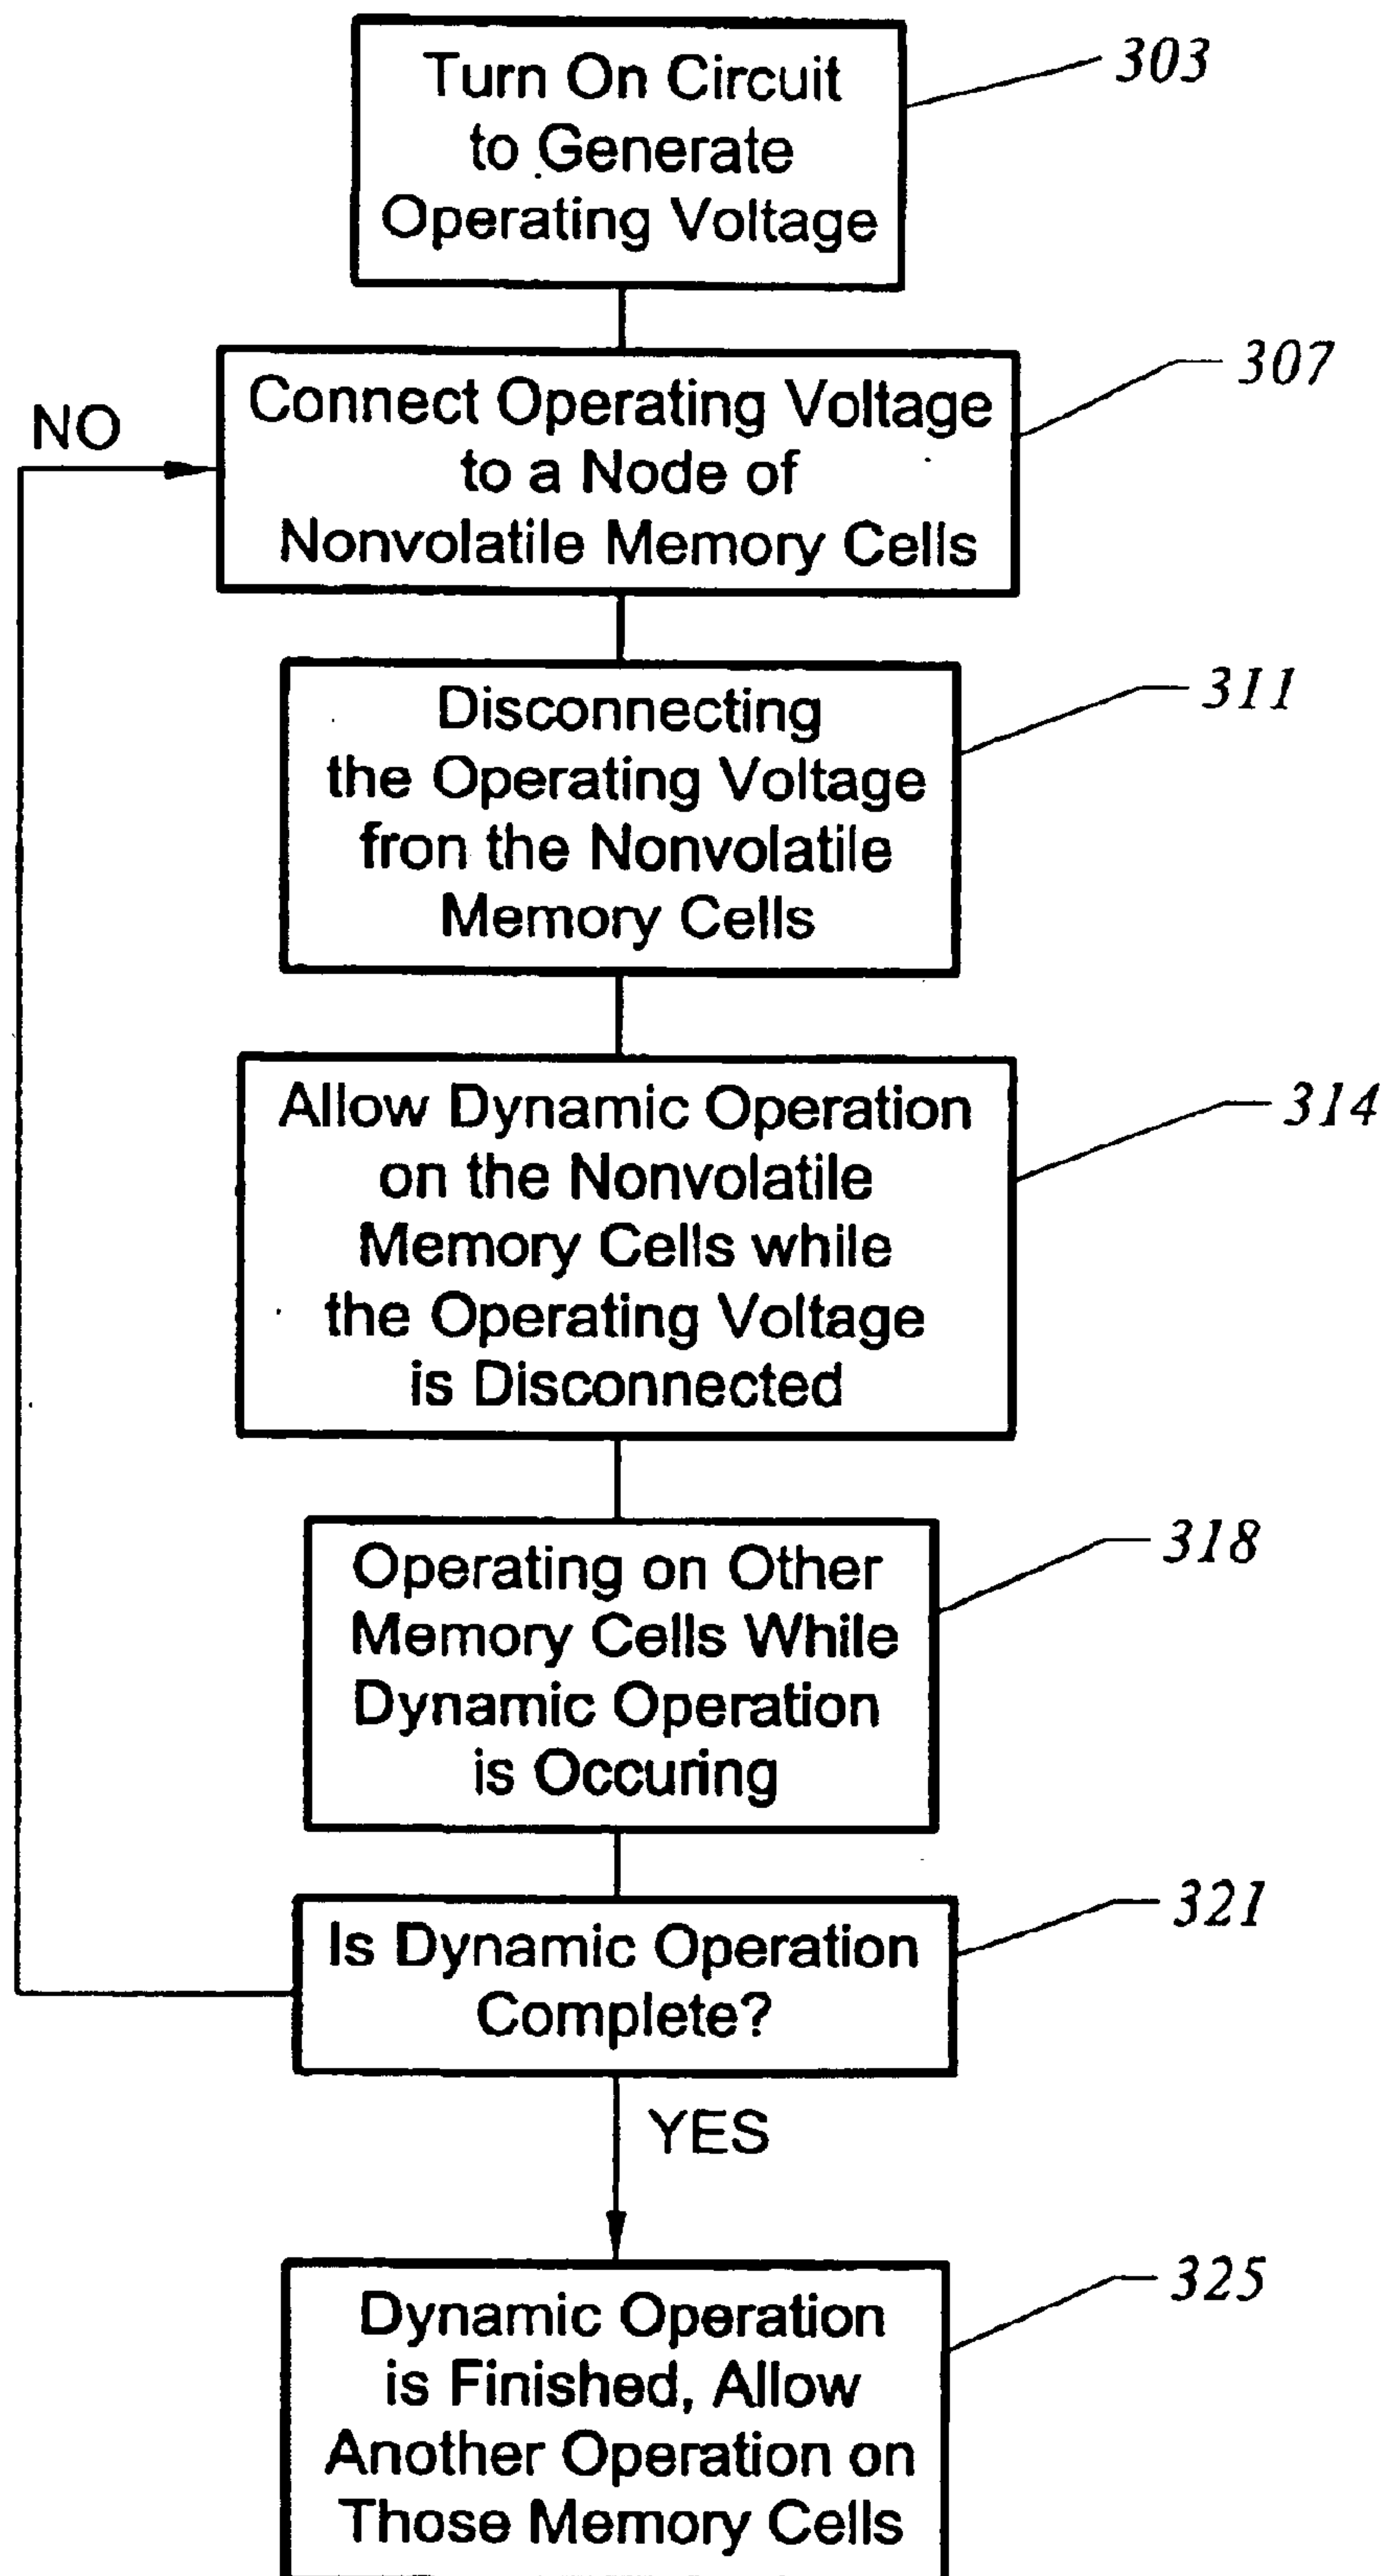 Turn On Circuit
to Generate
Operating Voltage
303
Connect Operating Voltage
to a Node of
Nonvolatile Memory Cells
307
NO
Disconnecting
the Operating Voltage
fron the Nonvolatile
Memory Cells
311
Allow Dynamic Operation
on the Nonvolatile
Memory Cells while
the Operating Voltage
is Disconnected
314
Operating on Other
Memory Cells While
Dynamic Operation
is Occuring
318
Is Dynamic Operation
Complete?
321
YES
Dynamic Operation
is Finished, Allow
Another Operation on
Those Memory Cells
325